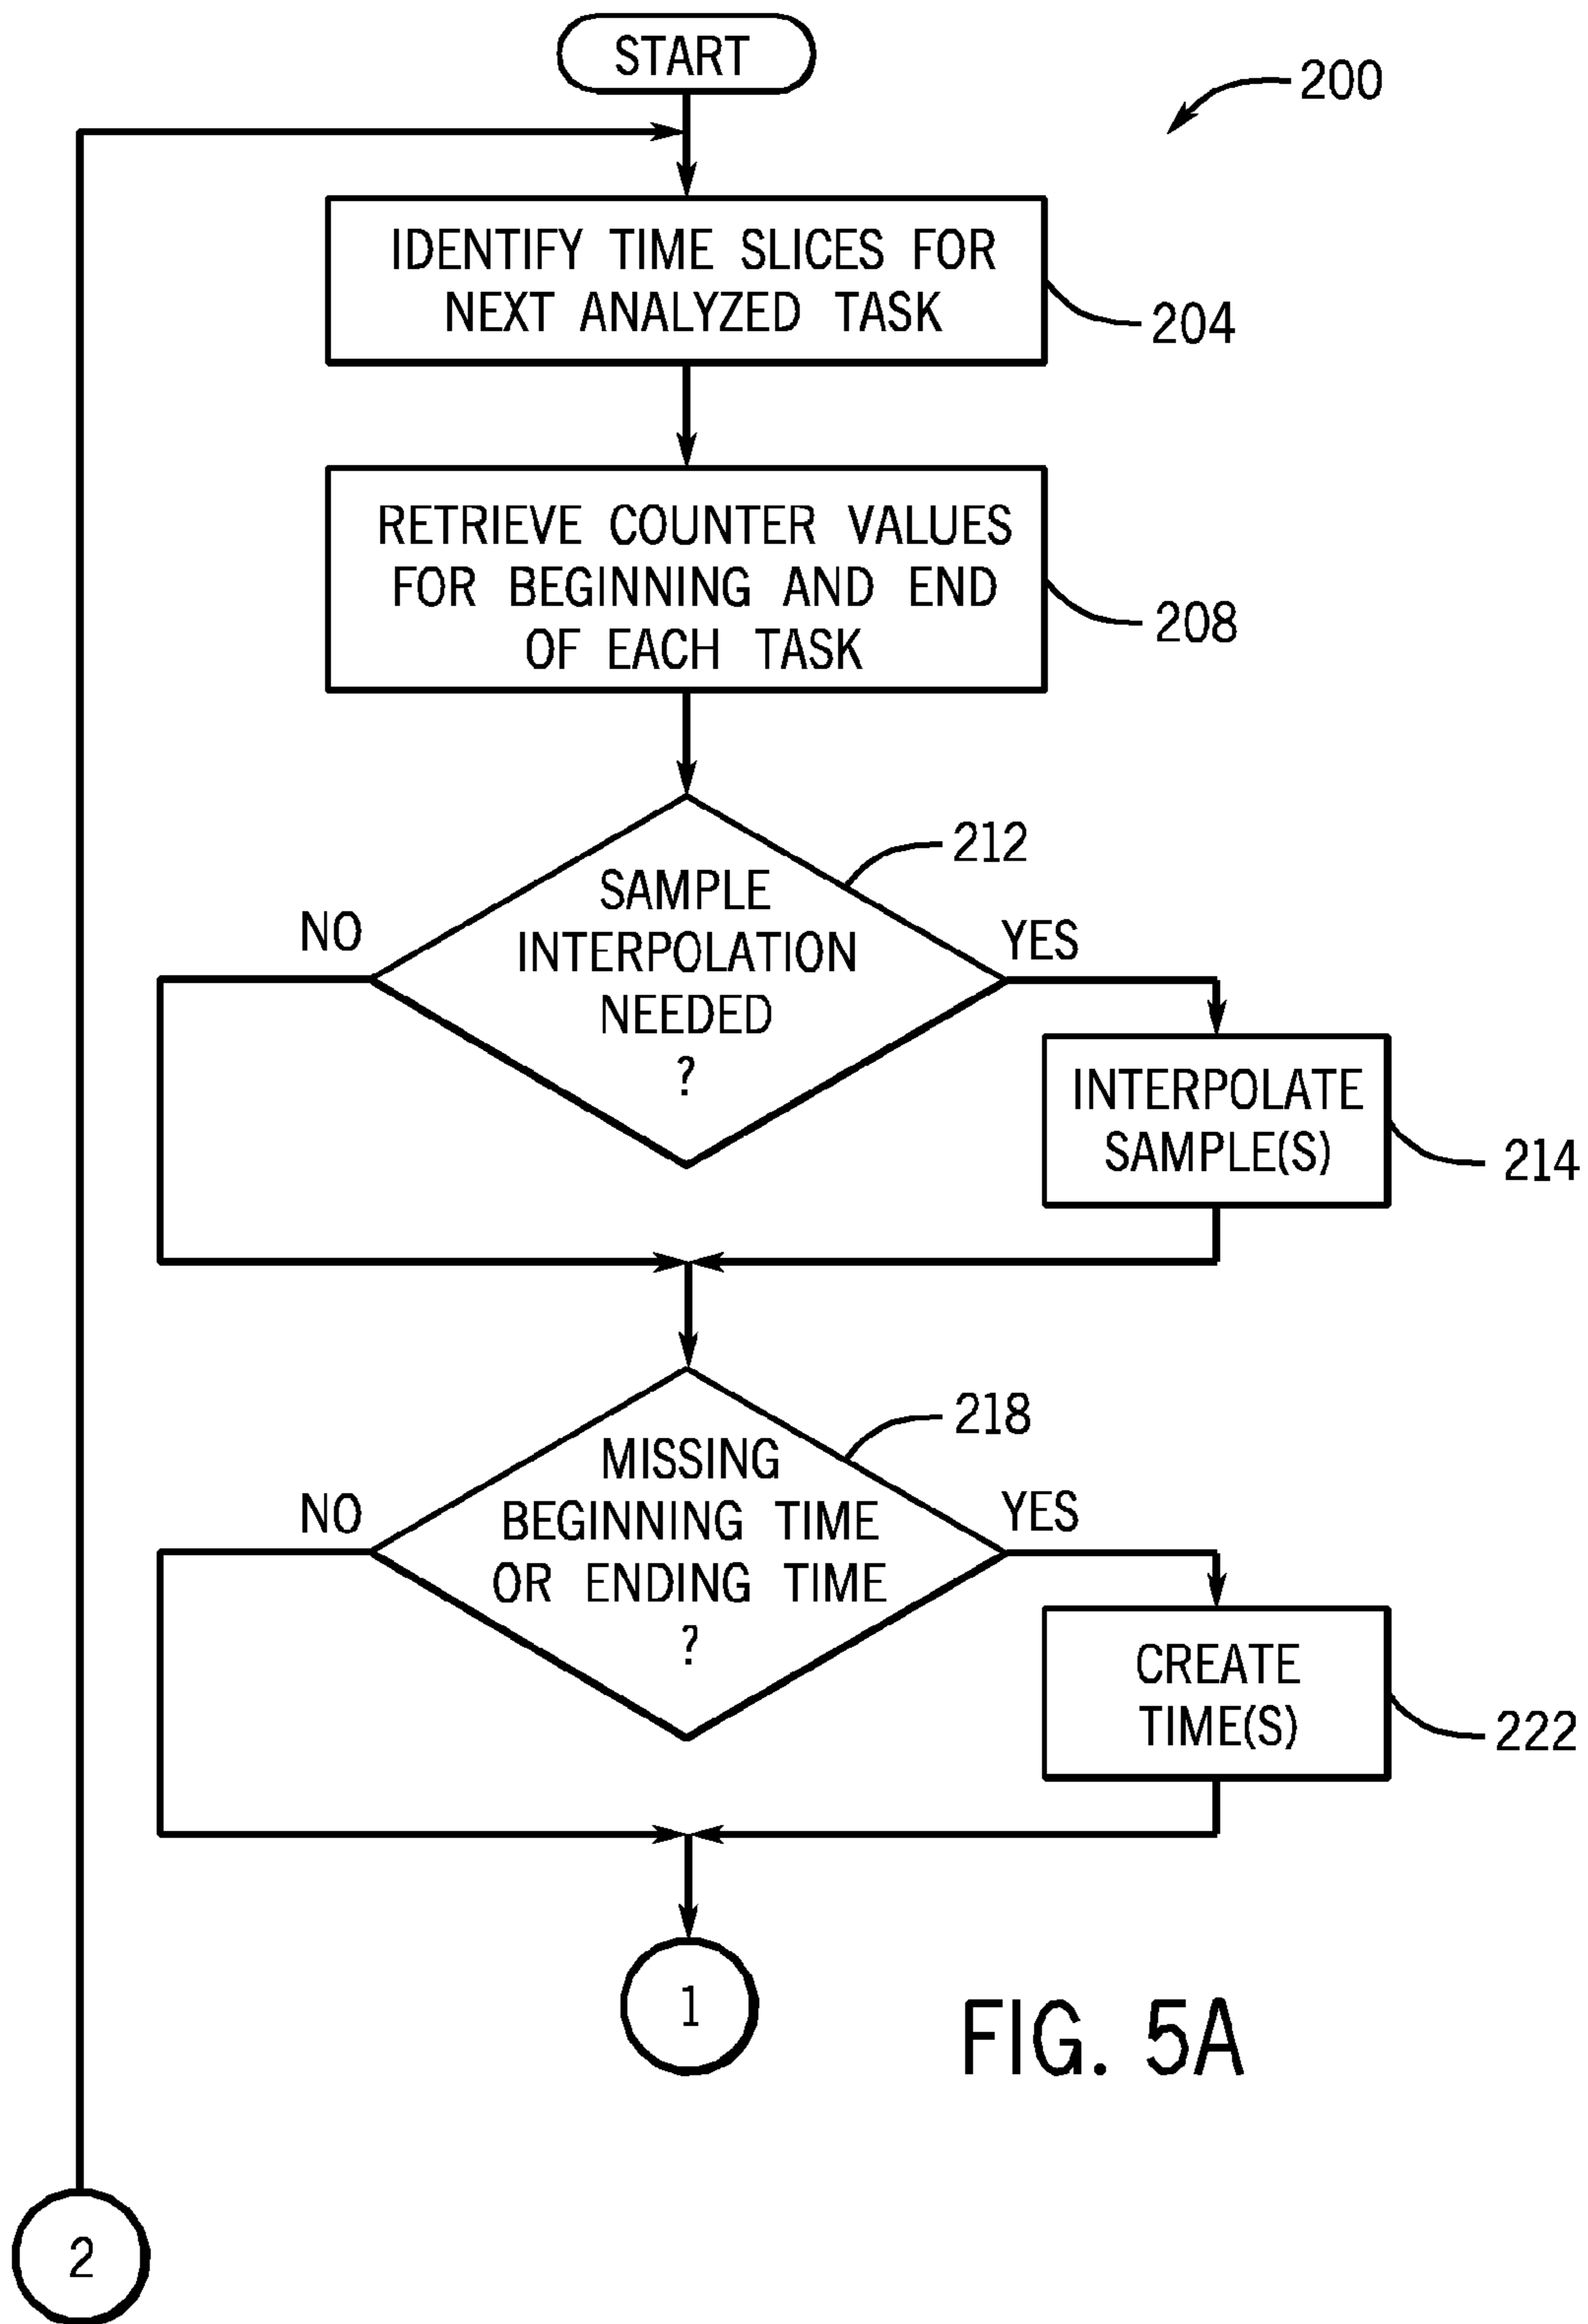 START
200
IDENTIFY TIME SLICES FOR
NEXT ANALYZED TASK
204
RETRIEVE COUNTER VALUES
FOR BEGINNING AND END
OF EACH TASK
208
212
SAMPLE
INTERPOLATION
NEEDED
?
NO
YES
INTERPOLATE
SAMPLE(S)
214
218
MISSING
BEGINNING TIME
OR ENDING TIME
?
NO
YES
CREATE
TIME(S)
222
1
FIG. 5A
2